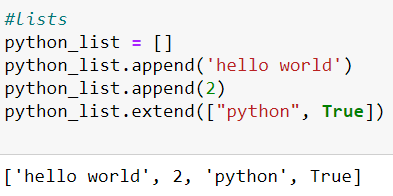 #lists
python_list = []
python_list.append('hello world')
python_list.append(2)
python_list.extend(["python", True])
['hello world', 2, 'python', True]